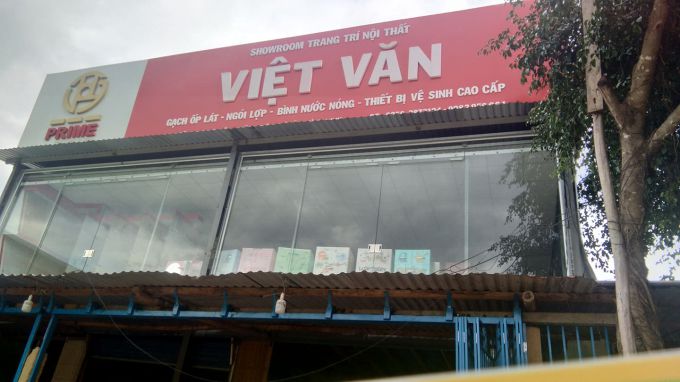 SHOWROOM TRANG TRÍ NỘI THẤT
VIỆT VĂN
GẠCH ỐP LÁT - NGÓI LỢP - BÌNH NƯỚC NÓNG - THIẾT BỊ VỆ SINH CAO CẤP
PRIME